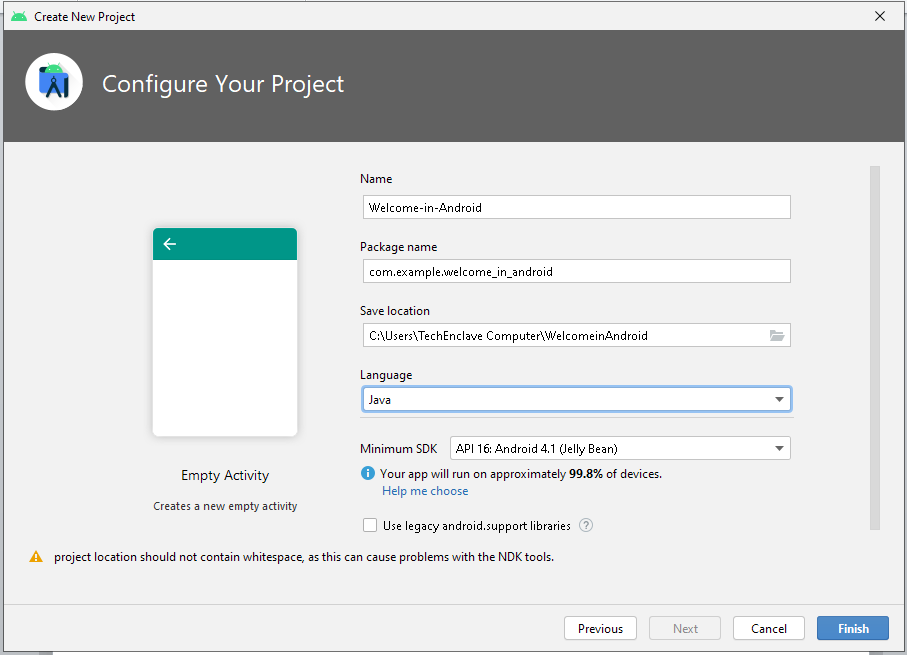 Create New Project
Configure Your Project
Name
Welcome-in-Android
Package name
com.example.welcome_in_android
Save location
C:\Users\TechEnclave Computer\WelcomeinAndroid
Language
Java
Minimum SDK
API 16: Android 4.1 (Jelly Bean)
Your app will run on approximately 99.8% of devices.
Help me choose
Use legacy android.support libraries
Empty Activity
Creates a new empty activity
project location should not contain whitespace, as this can cause problems with the NDK tools.
Previous
Next
Cancel
Finish